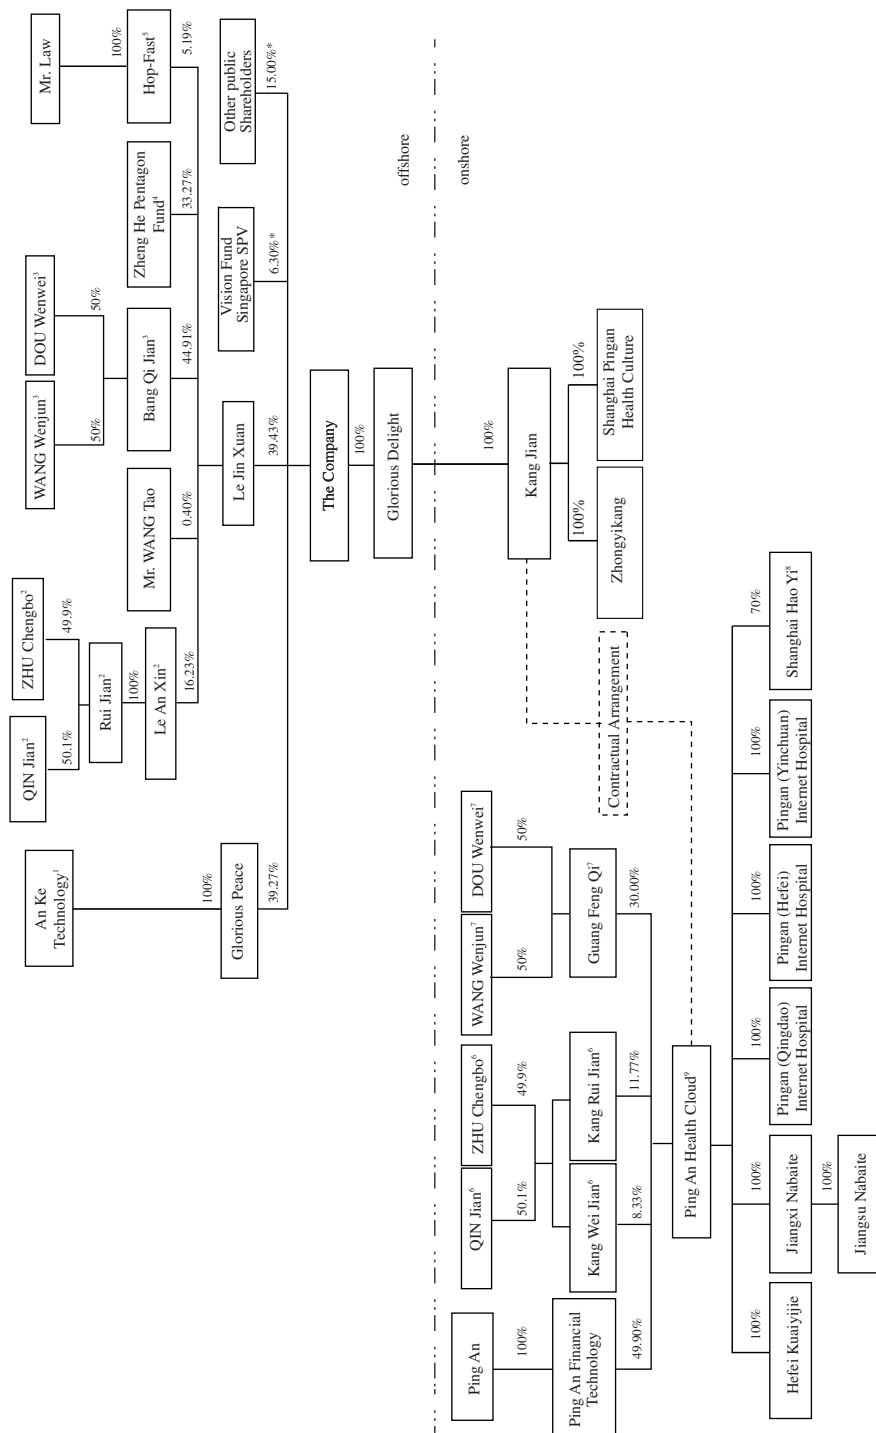 An Ke
Technology¹
100%
Glorious Peace
39.27%
QIN Jian²
50.1%
ZHU Chengbo²
49.9%
Rui Jian²
100%
Le An Xin²
16.23%
Mr. WANG Tao
0.40%
WANG Wenjun³
50%
DOU Wenwei³
50%
Bang Qi Jian³
44.91%
Zheng He Pentagon
Fund⁴
33.27%
Mr. Law
100%
Hop-Fast⁵
5.19%
Le Jin Xuan
39.43%
Vision Fund
Singapore SPV
6.30%*
Other public
Shareholders
15.00%*
The Company
100%
Glorious Delight
offshore
onshore
100%
Kang Jian
100%
100%
Zhongyikang
Shanghai Pingan
Health Culture
Contractual Arrangement
Ping An
100%
Ping An Financial
Technology
49.90%
QIN Jian⁶
50.1%
ZHU Chengbo⁶
49.9%
Kang Wei Jian⁶
8.33%
Kang Rui Jian⁶
11.77%
WANG Wenjun⁷
50%
DOU Wenwei⁷
50%
Guang Feng Qi⁷
30.00%
Ping An Health Cloud⁹
100%
Hefei Kuaiyijie
100%
Jiangxi Nabaite
100%
Jiangsu Nabaite
100%
Pingan (Qingdao)
Internet Hospital
100%
Pingan (Hefei)
Internet Hospital
100%
Pingan (Yinchuan)
Internet Hospital
70%
Shanghai Hao Yi⁸